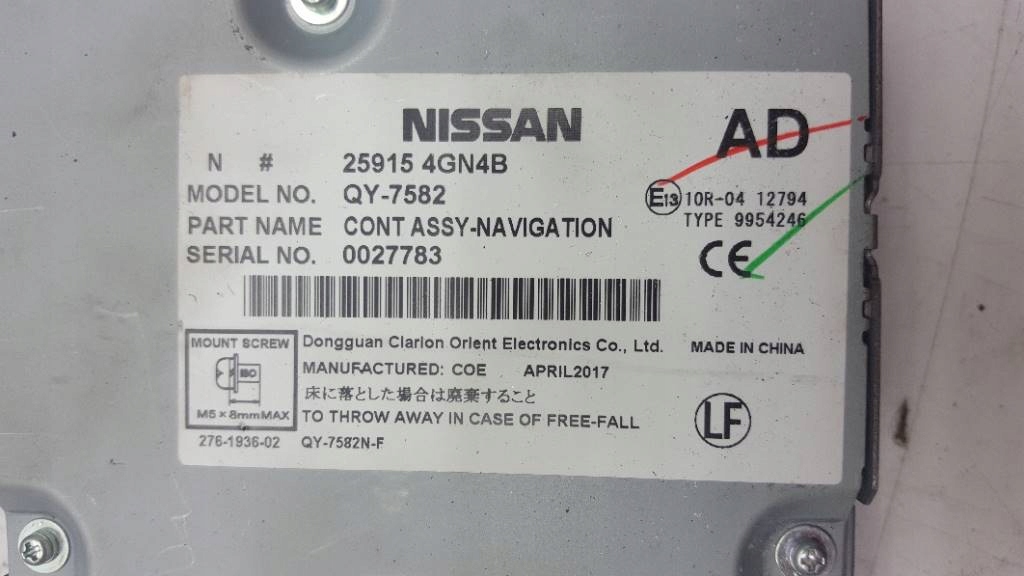 NISSAN
AD
N # 25915 4GN4B
MODEL NO. QY-7582
PART NAME CONT ASSY-NAVIGATION
SERIAL NO. 0027783
E13 10R-04 12794
TYPE 9954246
CE
MOUNT SCREW
ISO
M5×8mmMAX
Dongguan Clarion Orient Electronics Co., Ltd. MADE IN CHINA
MANUFACTURED: COE APRIL2017
床に落とした場合は廃棄すること
TO THROW AWAY IN CASE OF FREE-FALL
LF
276-1936-02 QY-7582N-F